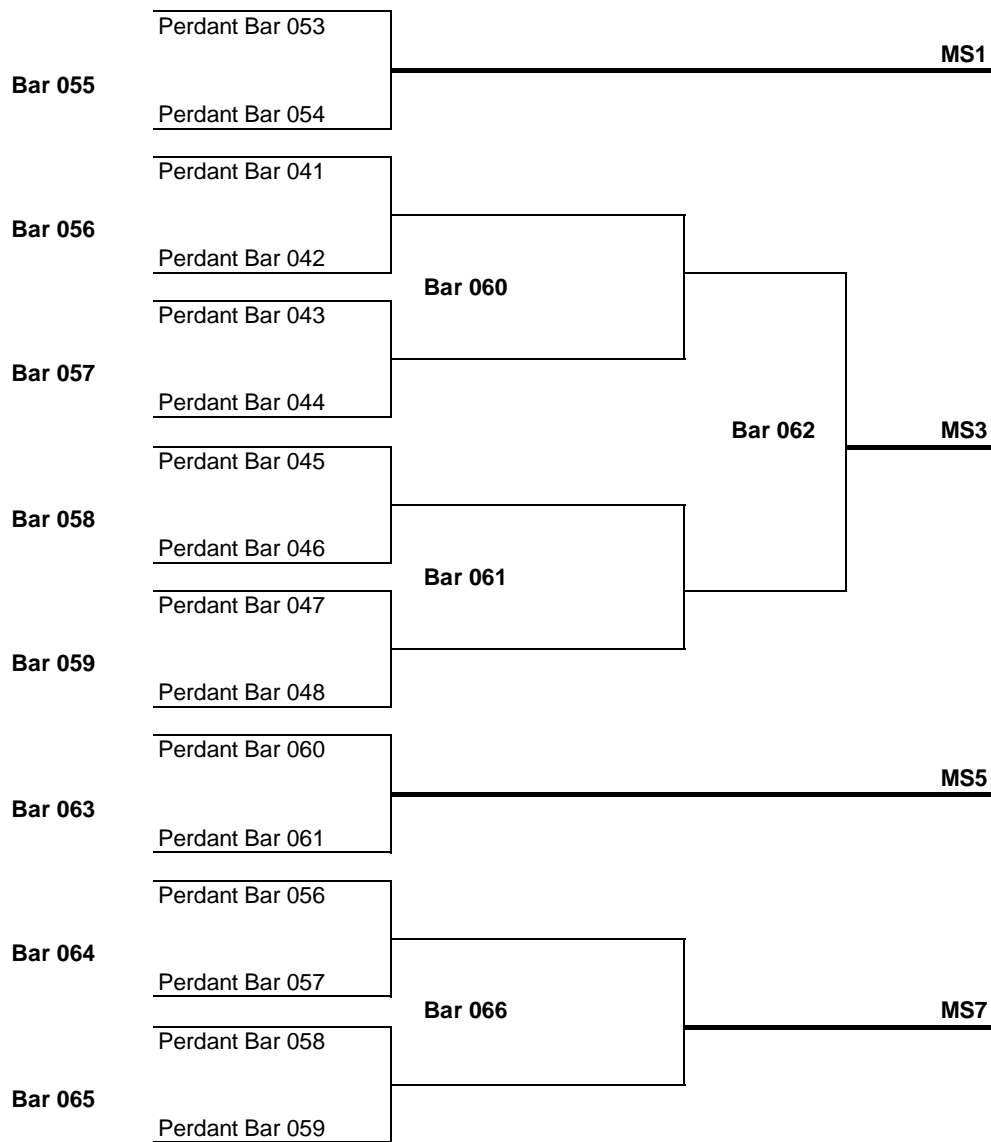 Perdant Bar 053
MS1
Bar 055
Perdant Bar 054
Perdant Bar 041
Bar 056
Perdant Bar 042
Bar 060
Perdant Bar 043
Bar 057
Perdant Bar 044
Bar 062
MS3
Perdant Bar 045
Bar 058
Perdant Bar 046
Bar 061
Perdant Bar 047
Bar 059
Perdant Bar 048
Perdant Bar 060
MS5
Bar 063
Perdant Bar 061
Perdant Bar 056
Bar 064
Perdant Bar 057
Bar 066
MS7
Perdant Bar 058
Bar 065
Perdant Bar 059